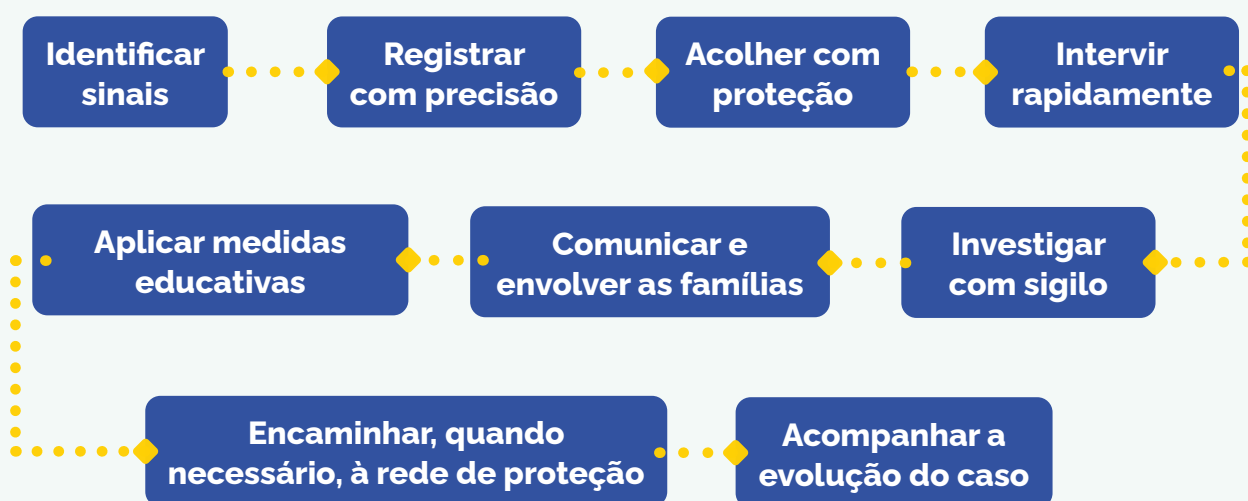 Identificar
sinais
Registrar
com precisão
Acolher com
proteção
Intervir
rapidamente
Investigar
com sigilo
Comunicar e
envolver as famílias
Aplicar medidas
educativas
Encaminhar, quando
necessário, à rede de proteção
Acompanhar a
evolução do caso